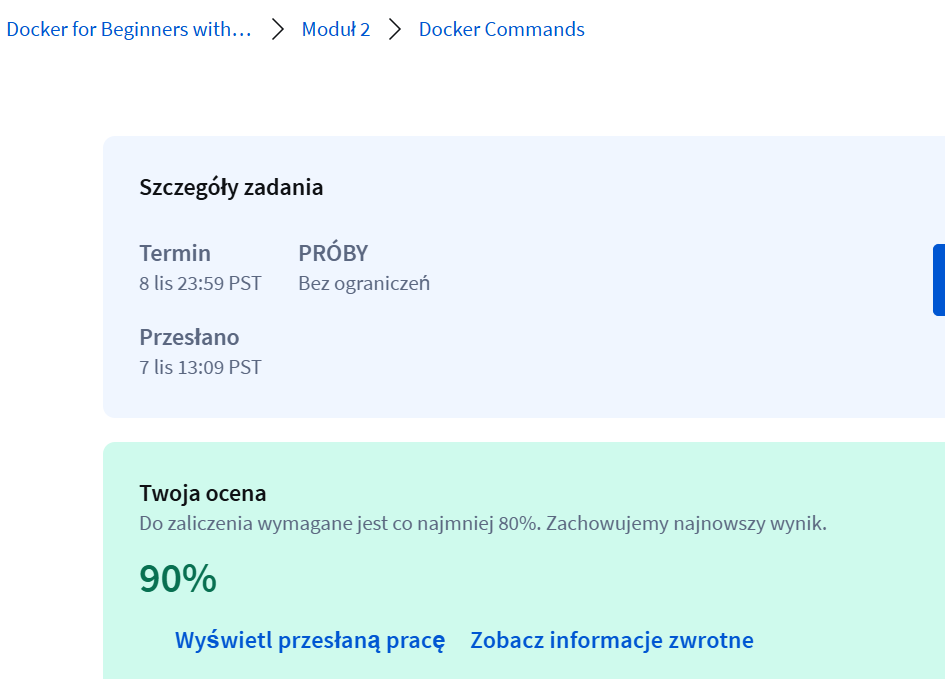 Docker for Beginners with… > Moduł 2 > Docker Commands
Szczegóły zadania
Termin PRÓBY
8 lis 23:59 PST Bez ograniczeń
Przesłano
7 lis 13:09 PST
Twoja ocena
Do zaliczenia wymagane jest co najmniej 80%. Zachowujemy najnowszy wynik.
90%
Wyświetl przesłaną pracę Zobacz informacje zwrotne